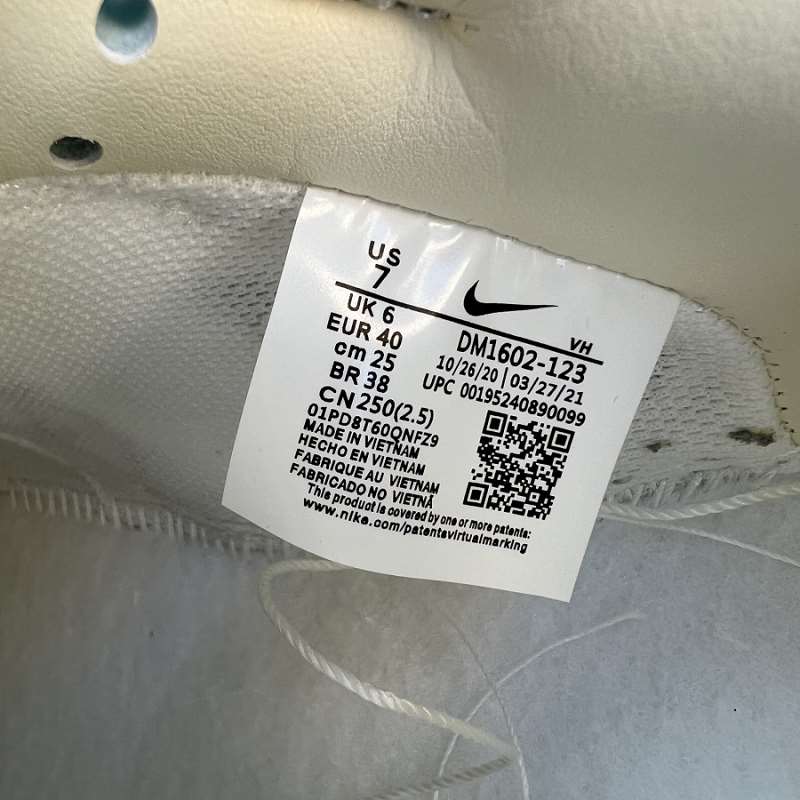 US
7
UK 6
EUR 40
cm 25
BR 38
CN 250(2.5)
VH
DM1602-123
10/26/20 | 03/27/21
UPC 00195240890099
01PD8T60QNFZ9
MADE IN VIETNAM
HECHO EN VIETNAM
FABRIQUE AU VIETNAM
FABRICADO NO VIETNÃ
This product is covered by one or more patents:
www.nike.com/patentsvirtualmarking